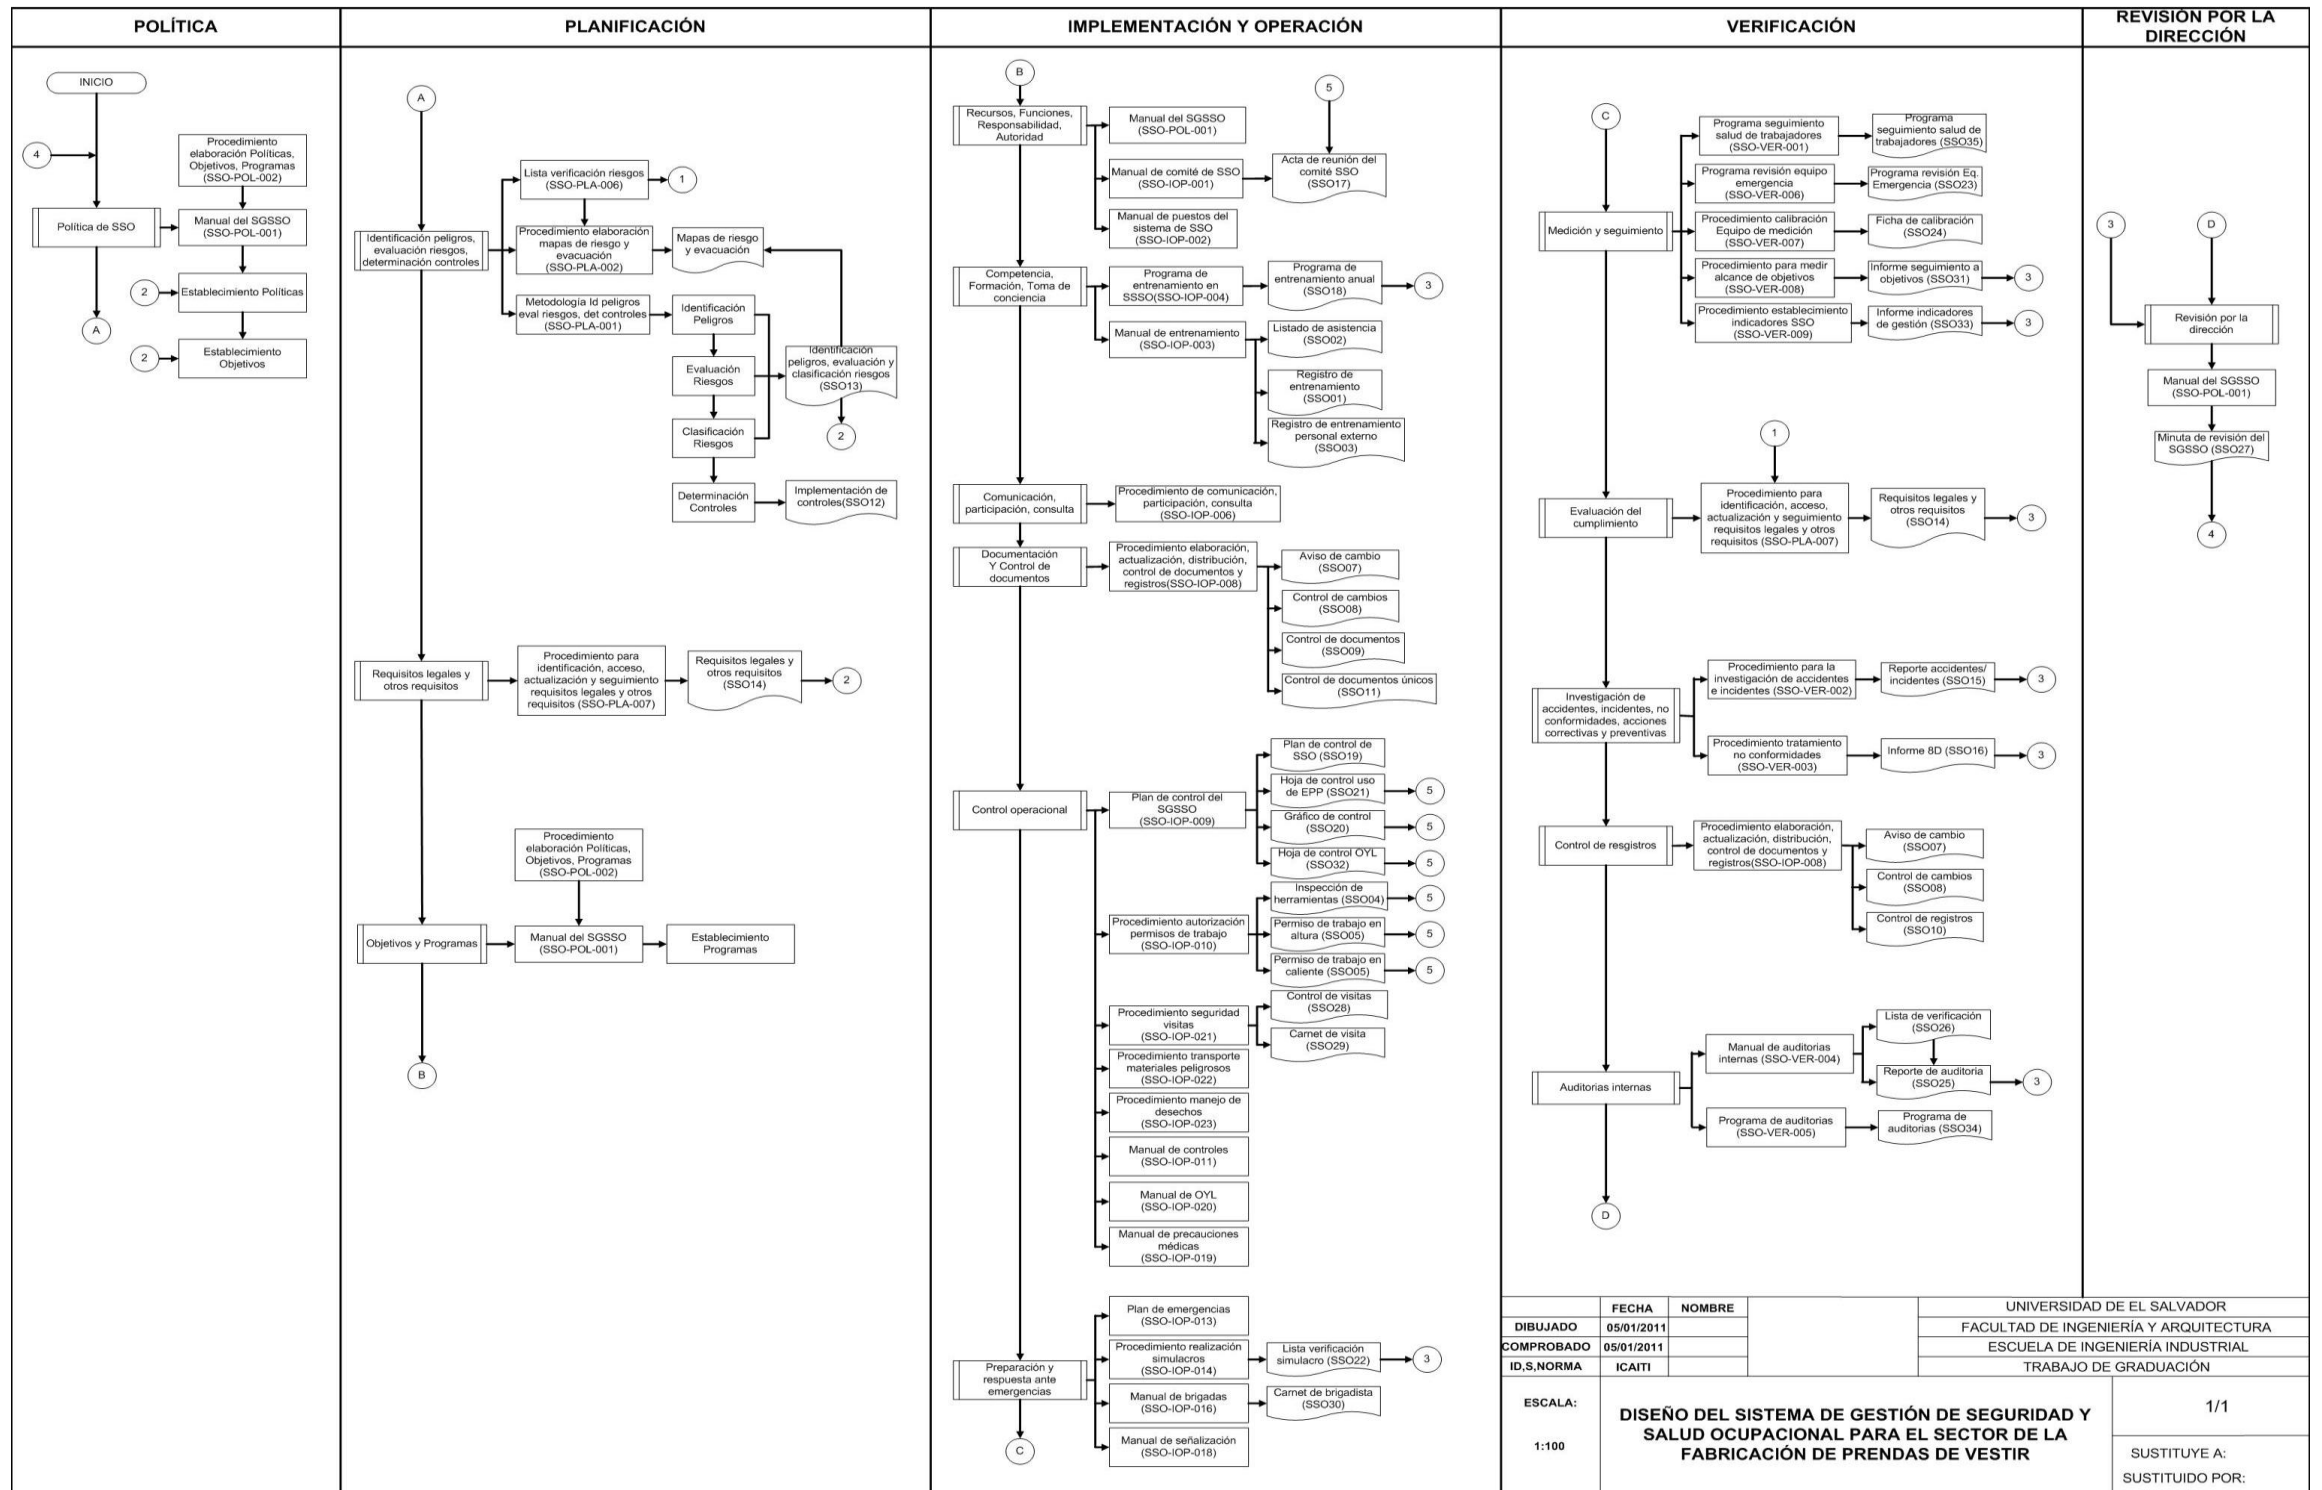 POLÍTICA
PLANIFICACIÓN
IMPLEMENTACIÓN Y OPERACIÓN
VERIFICACIÓN
REVISIÓN POR LA
DIRECCIÓN
INICIO
4
Procedimiento
elaboración Políticas,
Objetivos, Programas
(SSO-POL-002)
Política de SSO
Manual del SGSSO
(SSO-POL-001)
2
Establecimiento Políticas
A
2
Establecimiento
Objetivos
A
Lista verificación riesgos
(SSO-PLA-006)
1
Identificación peligros,
evaluación riesgos,
determinación controles
Procedimiento elaboración
mapas de riesgo y
evacuación
(SSO-PLA-002)
Mapas de riesgo
y evacuación
Metodología Id peligros
eval riesgos, det controles
(SSO-PLA-001)
Identificación
Peligros
Evaluación
Riesgos
Identificación
peligros, evaluación y
clasificación riesgos
(SSO13)
Clasificación
Riesgos
2
Determinación
Controles
Implementación de
controles(SSO12)
Requisitos legales y
otros requisitos
Procedimiento para
identificación, acceso,
actualización y seguimiento
requisitos legales y otros
requisitos (SSO-PLA-007)
Requisitos legales y
otros requisitos
(SSO14)
2
Procedimiento
elaboración Políticas,
Objetivos, Programas
(SSO-POL-002)
Objetivos y Programas
Manual del SGSSO
(SSO-POL-001)
Establecimiento
Programas
B
B
5
Recursos, Funciones,
Responsabilidad,
Autoridad
Manual del SGSSO
(SSO-POL-001)
Manual de comité de SSO
(SSO-IOP-001)
Acta de reunión del
comité SSO
(SSO17)
Manual de puestos del
sistema de SSO
(SSO-IOP-002)
Competencia,
Formación, Toma de
conciencia
Programa de
entrenamiento en
SSSO(SSO-IOP-004)
Programa de
entrenamiento anual
(SSO18)
3
Manual de entrenamiento
(SSO-IOP-003)
Listado de asistencia
(SSO02)
Registro de
entrenamiento
(SSO01)
Registro de entrenamiento
personal externo
(SSO03)
Comunicación,
participación, consulta
Procedimiento de comunicación,
participación, consulta
(SSO-IOP-006)
Documentación
Y Control de
documentos
Procedimiento elaboración,
actualización, distribución,
control de documentos y
registros(SSO-IOP-008)
Aviso de cambio
(SSO07)
Control de cambios
(SSO08)
Control de documentos
(SSO09)
Control de documentos únicos
(SSO11)
Control operacional
Plan de control del
SGSSO
(SSO-IOP-009)
Plan de control de
SSO (SSO19)
Hoja de control uso
de EPP (SSO21)
5
Gráfico de control
(SSO20)
5
Hoja de control OYL
(SSO32)
5
Procedimiento autorización
permisos de trabajo
(SSO-IOP-010)
Inspección de
herramientas (SSO04)
5
Permiso de trabajo en
altura (SSO05)
5
Permiso de trabajo en
caliente (SSO05)
5
Procedimiento seguridad
visitas
(SSO-IOP-021)
Control de visitas
(SSO28)
Carnet de visita
(SSO29)
Procedimiento transporte
materiales peligrosos
(SSO-IOP-022)
Procedimiento manejo de
desechos
(SSO-IOP-023)
Manual de controles
(SSO-IOP-011)
Manual de OYL
(SSO-IOP-020)
Manual de precauciones
médicas
(SSO-IOP-019)
Preparación y
respuesta ante
emergencias
Plan de emergencias
(SSO-IOP-013)
Procedimiento realización
simulacros
(SSO-IOP-014)
Lista verificación
simulacro (SSO22)
3
Manual de brigadas
(SSO-IOP-016)
Carnet de brigadista
(SSO30)
Manual de señalización
(SSO-IOP-018)
C
C
Medición y seguimiento
Programa seguimiento
salud de trabajadores
(SSO-VER-001)
Programa
seguimiento salud de
trabajadores (SSO35)
Programa revisión equipo
emergencia
(SSO-VER-006)
Programa revisión Eq.
Emergencia (SSO23)
Procedimiento calibración
Equipo de medición
(SSO-VER-007)
Ficha de calibración
(SSO24)
Procedimiento para medir
alcance de objetivos
(SSO-VER-008)
Informe seguimiento a
objetivos (SSO31)
3
Procedimiento establecimiento
indicadores SSO
(SSO-VER-009)
Informe indicadores
de gestión (SSO33)
3
1
Evaluación del
cumplimiento
Procedimiento para
identificación, acceso,
actualización y seguimiento
requisitos legales y otros
requisitos (SSO-PLA-007)
Requisitos legales y
otros requisitos
(SSO14)
3
Investigación de
accidentes, incidentes, no
conformidades, acciones
correctivas y preventivas
Procedimiento para la
investigación de accidentes
e incidentes (SSO-VER-002)
Reporte accidentes/
incidentes (SSO15)
3
Procedimiento tratamiento
no conformidades
(SSO-VER-003)
Informe 8D (SSO16)
3
Control de resgistros
Procedimiento elaboración,
actualización, distribución,
control de documentos y
registros(SSO-IOP-008)
Aviso de cambio
(SSO07)
Control de cambios
(SSO08)
Control de registros
(SSO10)
Auditorias internas
Manual de auditorias
internas (SSO-VER-004)
Lista de verificación
(SSO26)
Reporte de auditoria
(SSO25)
3
Programa de auditorias
(SSO-VER-005)
Programa de
auditorias (SSO34)
D
3
D
Revisión por la
dirección
Manual del SGSSO
(SSO-POL-001)
Minuta de revisión del
SGSSO (SSO27)
4
FECHA
NOMBRE
UNIVERSIDAD DE EL SALVADOR
DIBUJADO
05/01/2011
FACULTAD DE INGENIERÍA Y ARQUITECTURA
COMPROBADO
05/01/2011
ESCUELA DE INGENIERÍA INDUSTRIAL
ID,S,NORMA
ICAITI
TRABAJO DE GRADUACIÓN
ESCALA:
1:100
DISEÑO DEL SISTEMA DE GESTIÓN DE SEGURIDAD Y
SALUD OCUPACIONAL PARA EL SECTOR DE LA
FABRICACIÓN DE PRENDAS DE VESTIR
1/1
SUSTITUYE A:
SUSTITUIDO POR: